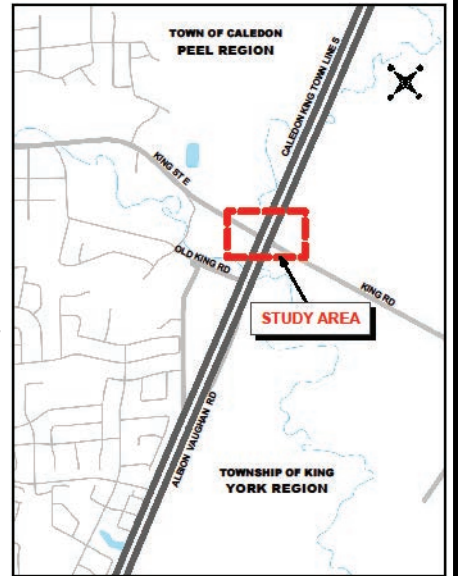 TOWN OF CALEDON
PEEL REGION
CALEDON KING TOWN LINE S
KING ST E
OLD KING RD
KING RD
STUDY AREA
ALBION VAUGHAN RD
TOWNSHIP OF KING
YORK REGION